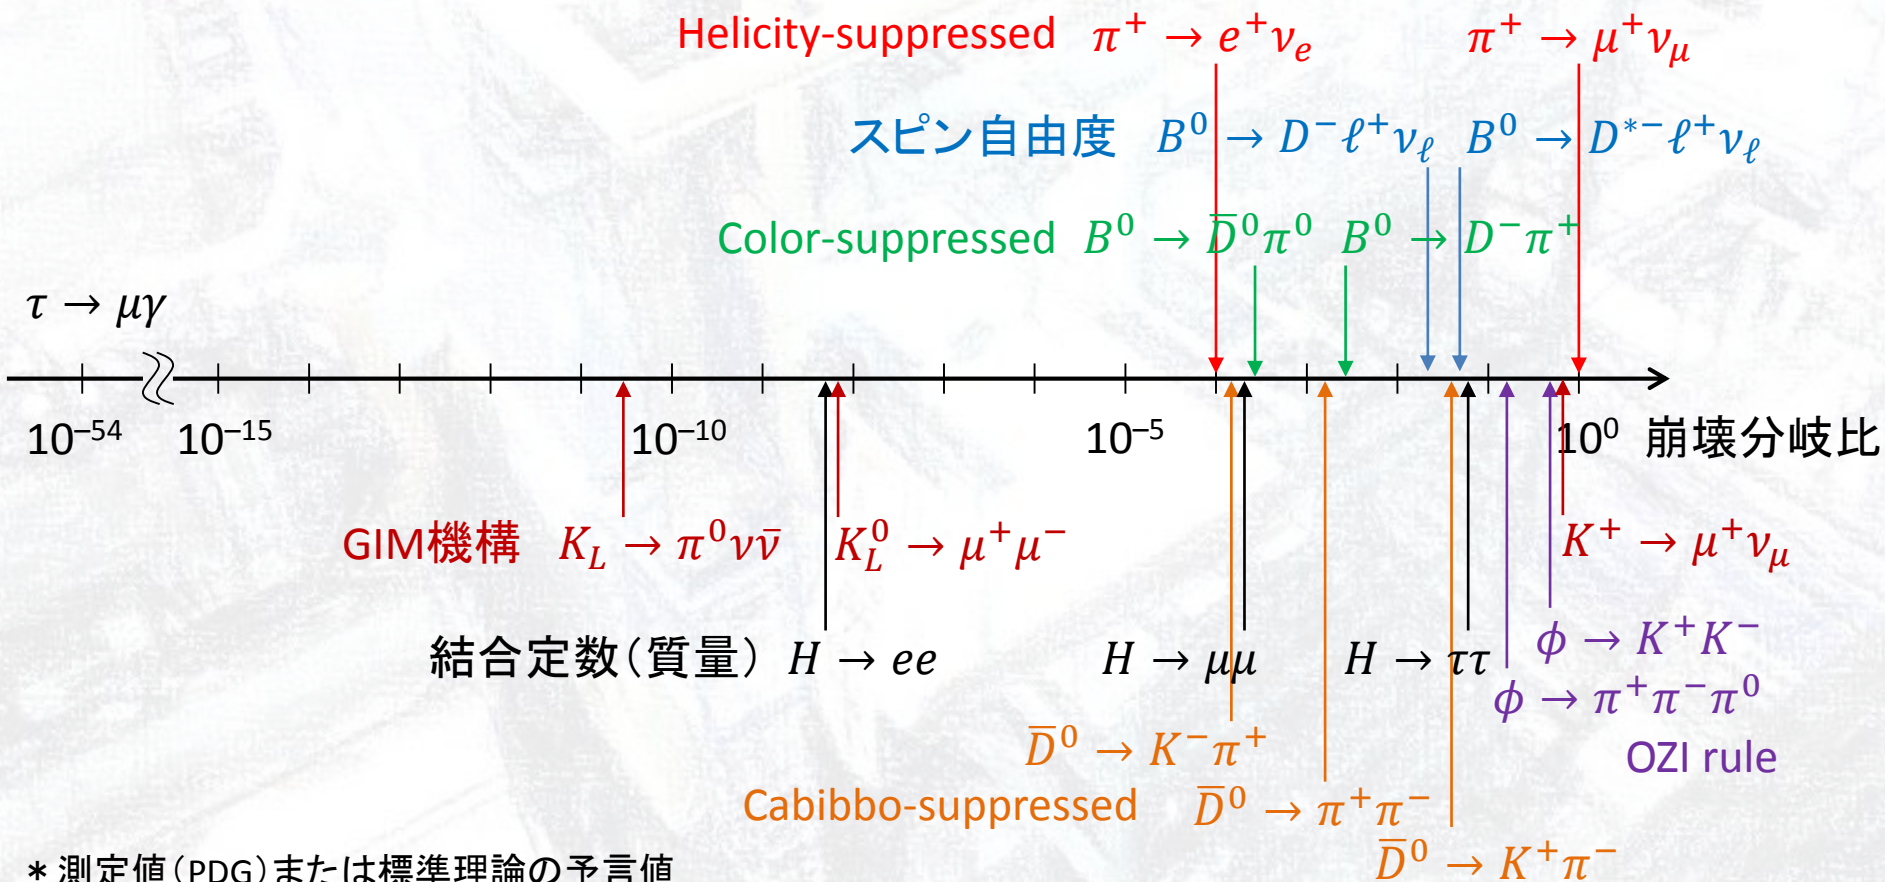 Helicity-suppressed π⁺ → e⁺ν_e π⁺ → μ⁺ν_μ
スピン自由度 B⁰ → D⁻ℓ⁺ν_ℓ B⁰ → D*⁻ℓ⁺ν_ℓ
Color-suppressed B⁰ → D̅⁰π⁰ B⁰ → D⁻π⁺
τ → μγ
10⁻⁵⁴ 10⁻¹⁵ 10⁻¹⁰ 10⁻⁵ 10⁰ 崩壊分岐比
GIM機構 K_L → π⁰νν̅ K_L⁰ → μ⁺μ⁻ K⁺ → μ⁺ν_μ
結合定数(質量) H → ee H → μμ H → ττ φ → K⁺K⁻
φ → π⁺π⁻π⁰
D̅⁰ → K⁻π⁺ OZI rule
Cabibbo-suppressed D̅⁰ → π⁺π⁻
D̅⁰ → K⁺π⁻
* 測定値(PDG)または標準理論の予言値